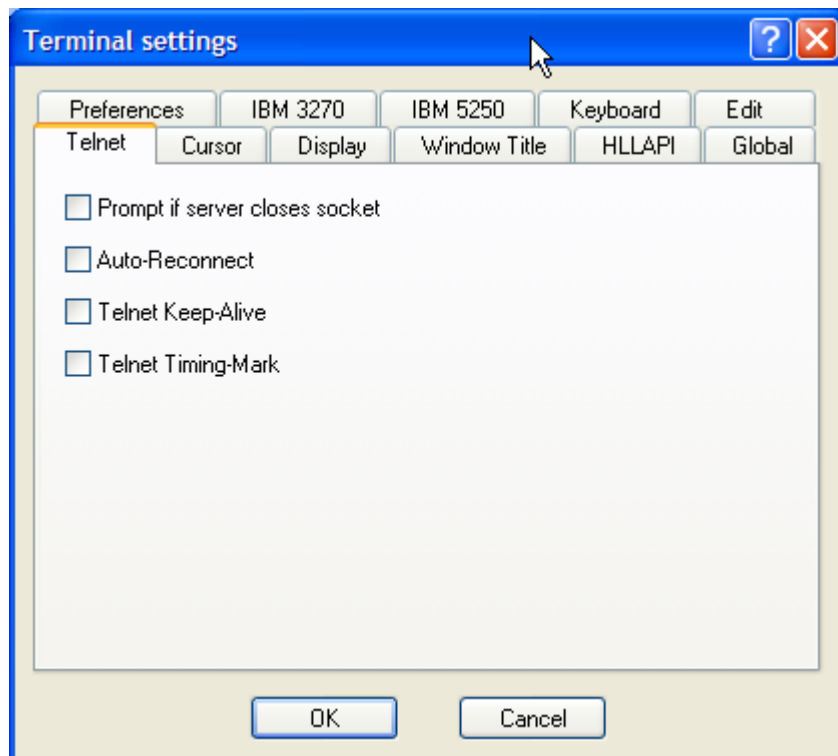 Terminal settings
Preferences IBM 3270 IBM 5250 Keyboard Edit
Telnet Cursor Display Window Title HLLAPI Global
Prompt if server closes socket
Auto-Reconnect
Telnet Keep-Alive
Telnet Timing-Mark
OK Cancel